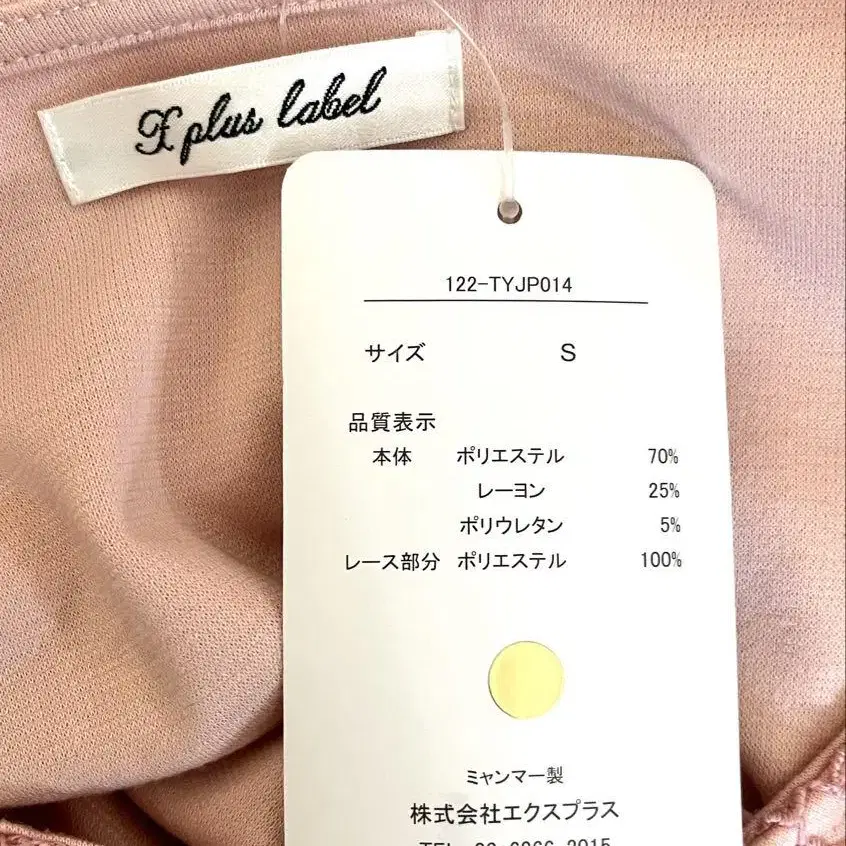 X plus label
122-TYJP014
サイズ S
品質表示
本体 ポリエステル 70%
レーヨン 25%
ポリウレタン 5%
レース部分 ポリエステル 100%
ミャンマー製
株式会社エクスプラス